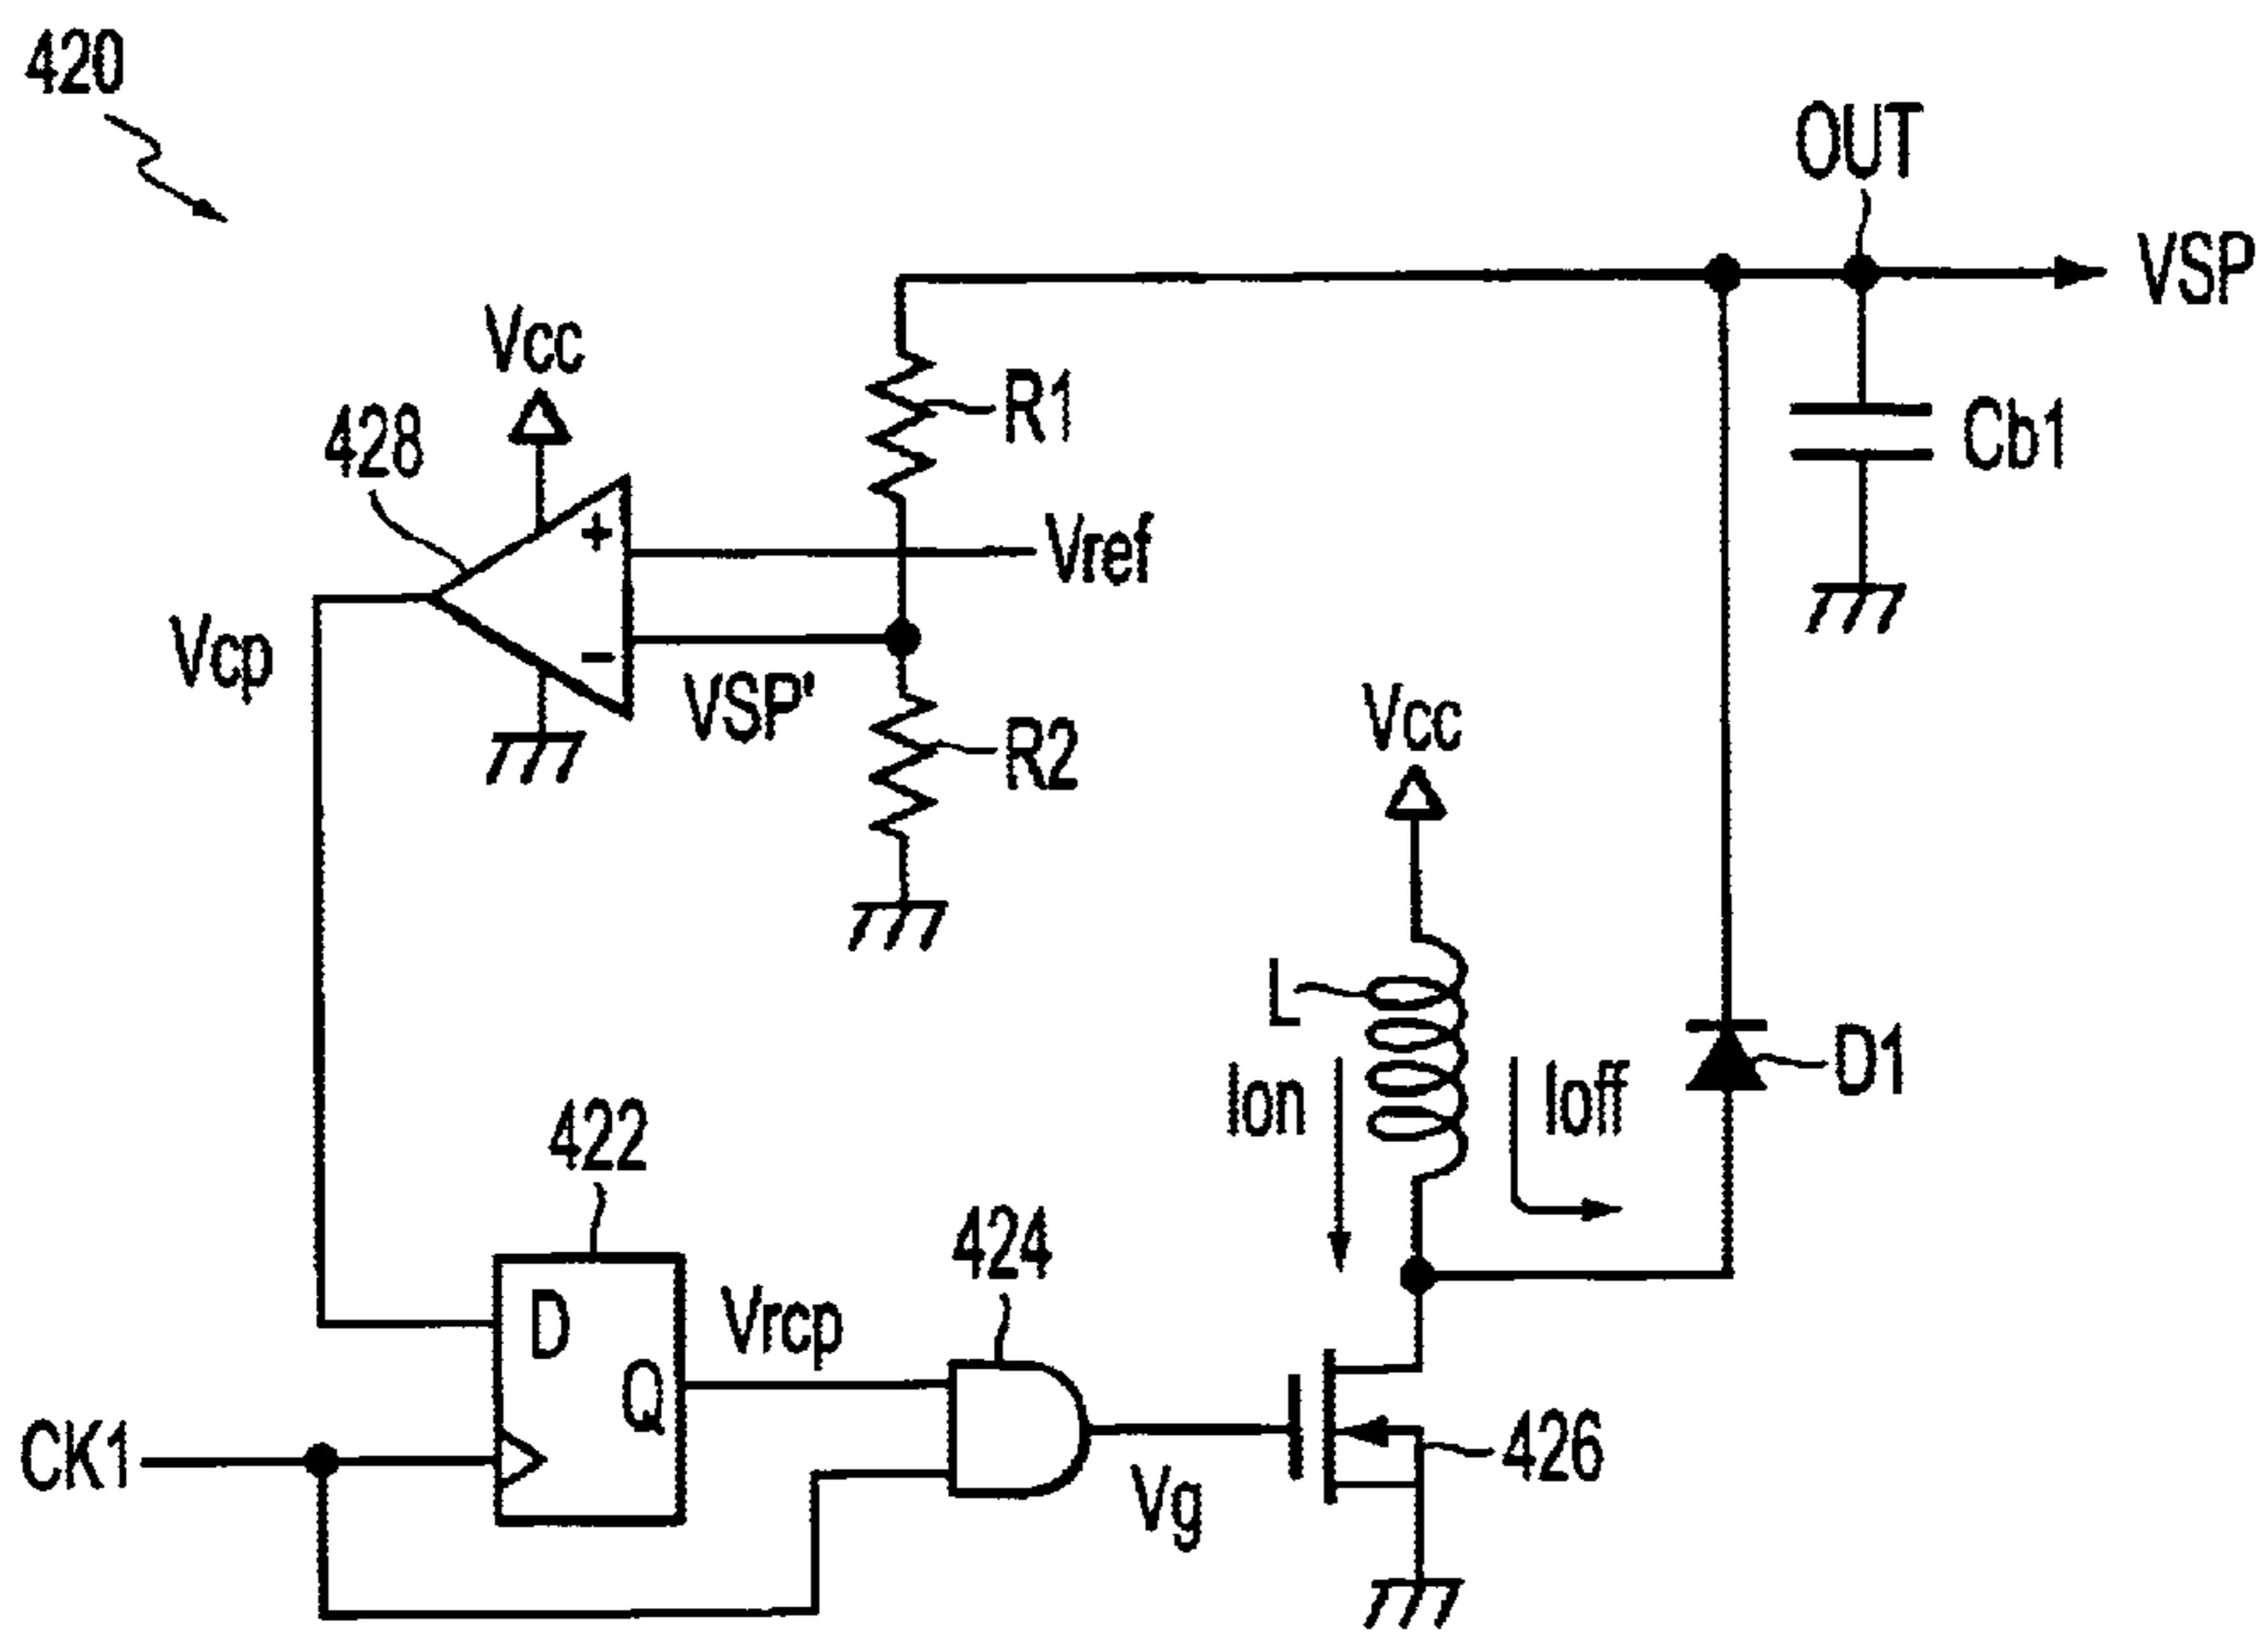 420
OUT
VSP
Vcc
428
R1
Cb1
+
Vref
Vcp
−
VSP'
R2
Vcc
L
Ion
Ioff
D1
422
424
D
Vrcp
Q
CK1
426
Vg